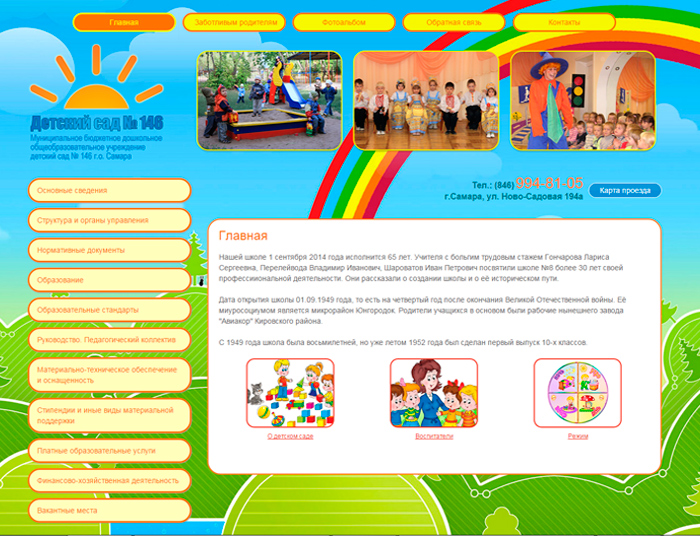 Главная
Заботливым родителям
Фотоальбом
Обратная связь
Контакты
Детский сад № 146
Муниципальное бюджетное дошкольное
общеобразовательное учреждение
детский сад № 146 г.о. Самара
Тел.: (846) 994-81-05
г.Самара, ул. Ново-Садовая 194а
Карта проезда
Основные сведения
Структура и органы управления
Нормативные документы
Образование
Образовательные стандарты
Руководство. Педагогический коллектив
Материально-техническое обеспечение
и оснащенность
Стипендии и иные виды материальной
поддержки
Платные образовательные услуги
Финансово-хозяйственная деятельность
Вакантные места
Главная
Нашей школе 1 сентября 2014 года исполнится 65 лет. Учителя с больгим трудовым стажем Гончарова Лариса
Сергеевна, Перелейвода Владимир Иванович, Шароватов Иван Петрович посвятили школе №8 более 30 лет своей
профессииональной деятельности. Они рассказали о создании школы и о её историческом пути.
Дата открытия школы 01.09.1949 года, то есть на четвертый год после окончания Великой Отечественной войны. Её
миуросоциумом является микрорайон Юнгородок. Родители учащихся в основом были рабочие нынешнего завода
"Авиакор" Кировского района.
С 1949 года школа была восьмилетней, но уже летом 1952 года был сделан первый выпуск 10-х классов.
О детском саде
Воспитатели
Режим